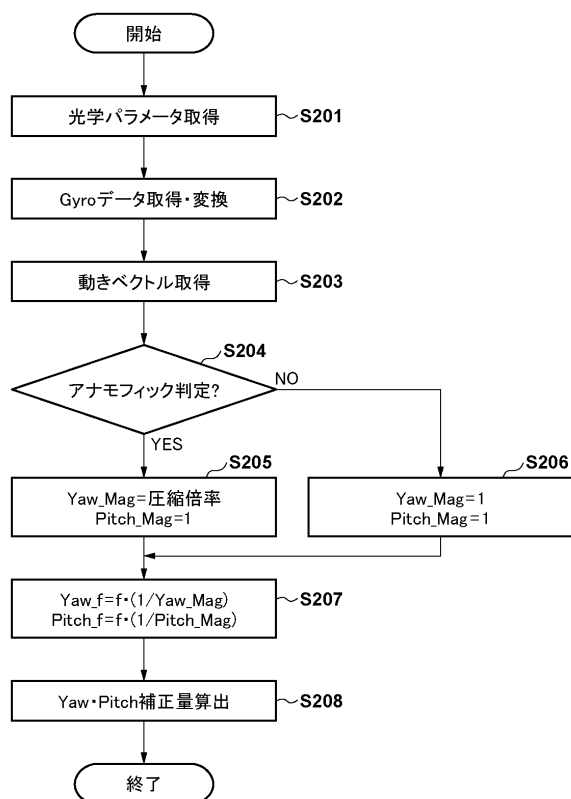 開始
光学パラメータ取得
S201
Gyroデータ取得・変換
S202
動きベクトル取得
S203
S204
アナモフィック判定?
NO
YES
S205
Yaw_Mag=圧縮倍率
Pitch_Mag=1
S206
Yaw_Mag=1
Pitch_Mag=1
Yaw_f=f・(1/Yaw_Mag)
Pitch_f=f・(1/Pitch_Mag)
S207
Yaw・Pitch補正量算出
S208
終了